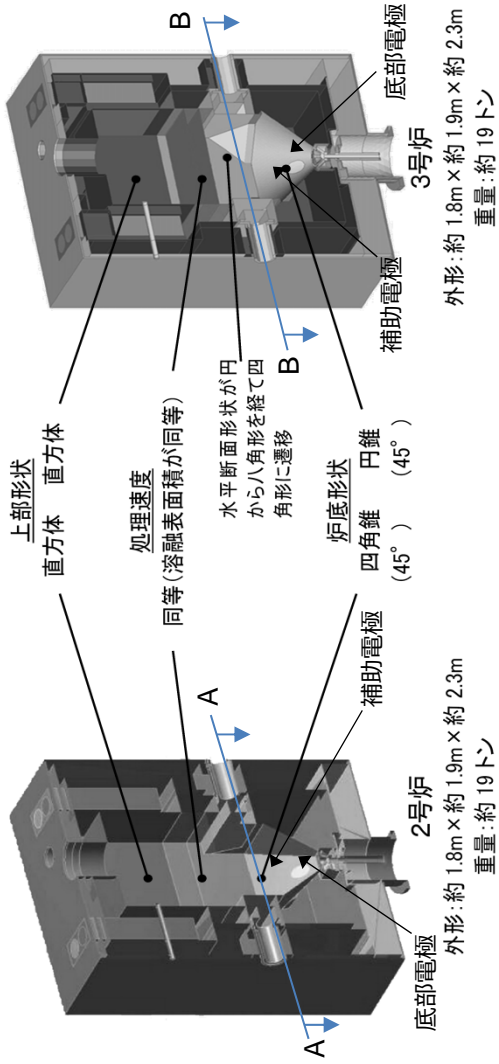 上部形状
直方体　直方体
処理速度
同等(溶融表面積が同等)
水平断面形状が円
から八角形を経て四
角形に遷移
炉底形状
四角錐　円錐
(45°)　(45°)
A
A
補助電極
底部電極
2号炉
外形:約1.8m×約1.9m×約2.3m
重量:約19トン
B
B
底部電極
補助電極
3号炉
外形:約1.8m×約1.9m×約2.3m
重量:約19トン